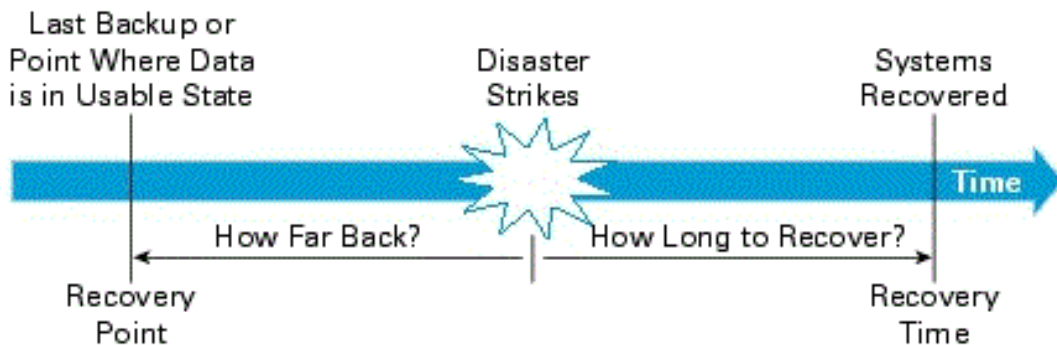 Last Backup or
Point Where Data
is in Usable State
Disaster
Strikes
Systems
Recovered
Time
How Far Back?
How Long to Recover?
Recovery
Point
Recovery
Time